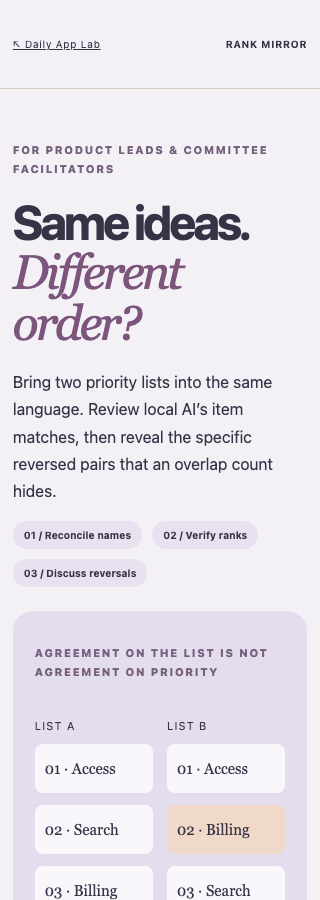 ↖ Daily App Lab
RANK MIRROR
FOR PRODUCT LEADS & COMMITTEE
FACILITATORS
Same ideas.
Different
order?
Bring two priority lists into the same
language. Review local AI’s item
matches, then reveal the specific
reversed pairs that an overlap count
hides.
01 / Reconcile names
02 / Verify ranks
03 / Discuss reversals
AGREEMENT ON THE LIST IS NOT
AGREEMENT ON PRIORITY
LIST A
LIST B
01 · Access
01 · Access
02 · Search
02 · Billing
03 · Billing
03 · Search